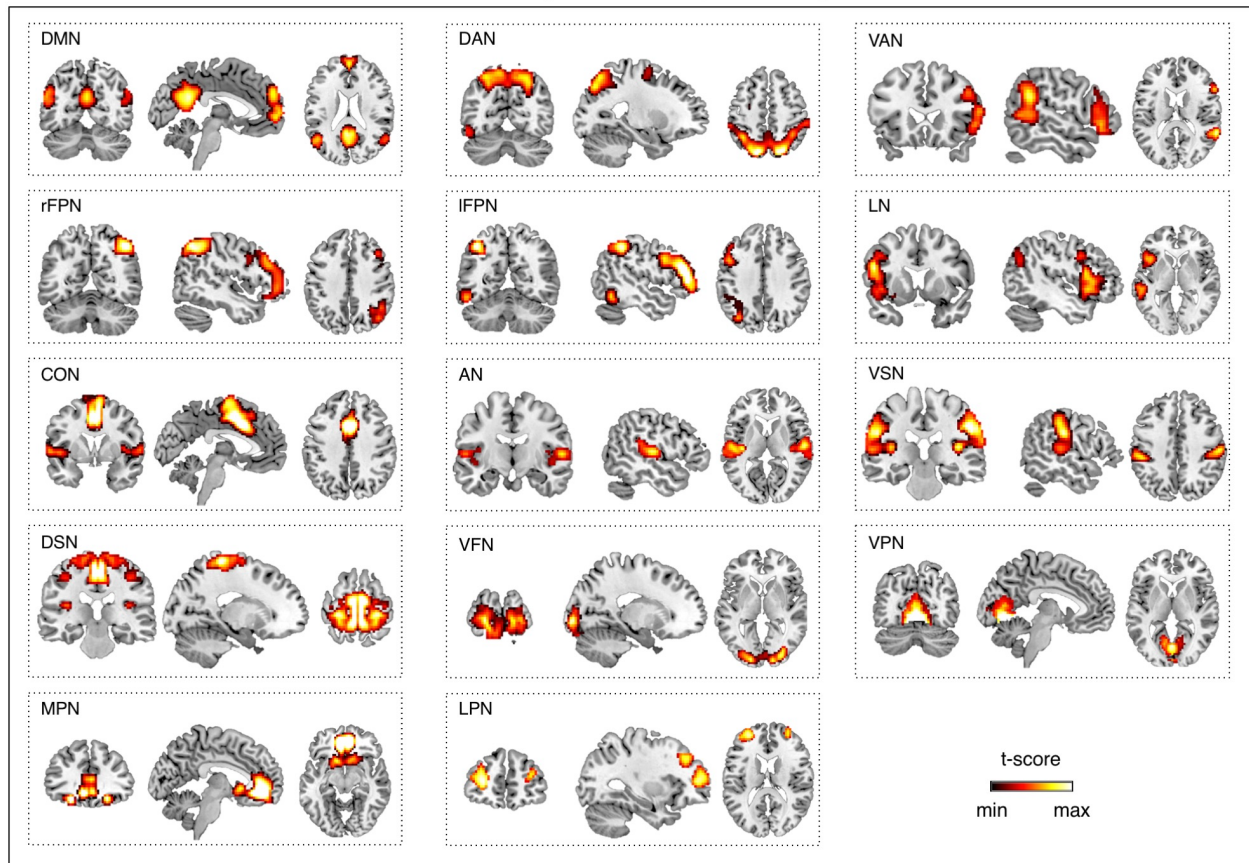 DMN
DAN
VAN
rFPN
lFPN
LN
CON
AN
VSN
DSN
VFN
VPN
MPN
LPN
t-score
min max